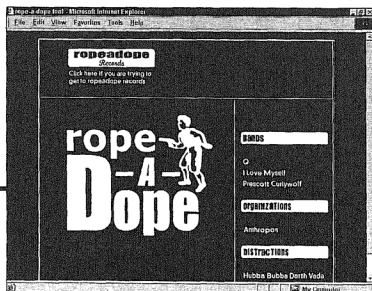 rope-a-dope tool - Microsoft Internet Explorer
File Edit View Favorites Tools Help
ropeadope
Records
Click here if you are trying to
get to ropeadope records
rope
-A-
Dope
BANDS
Q
I Love Myself
Prescott Curlywolf
ORGANIZATIONS
Anthropos
DISTRACTIONS
Hubba Bubba Darth Vada
My Computer